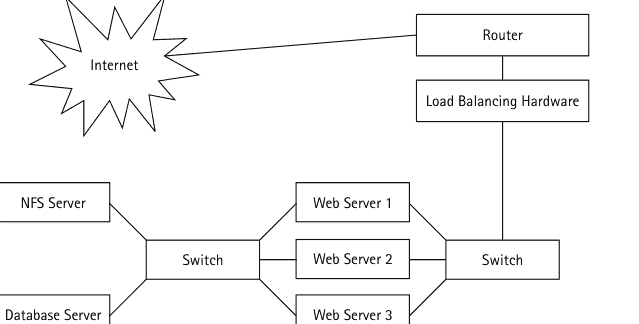 Internet
Router
Load Balancing Hardware
NFS Server
Web Server 1
Switch
Web Server 2
Switch
Database Server
Web Server 3